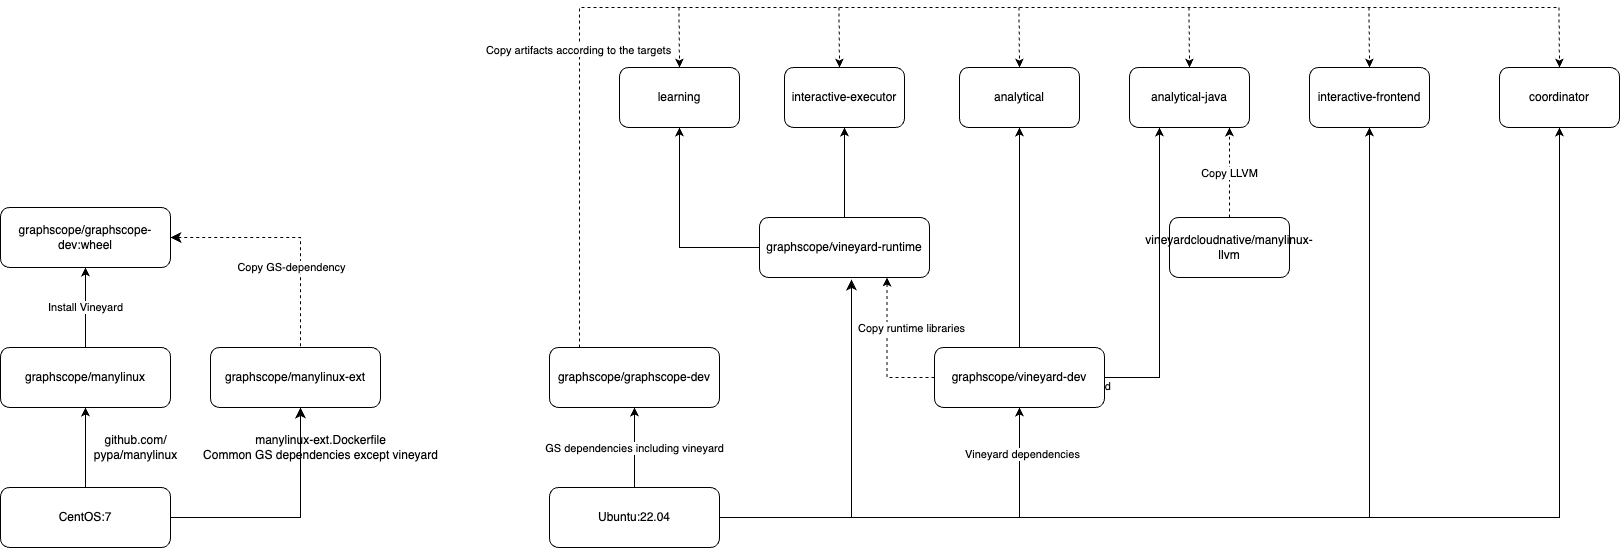 Copy artifacts according to the targets
learning
interactive-executor
analytical
analytical-java
interactive-frontend
coordinator
Copy LLVM
graphscope/graphscope-
dev:wheel
Copy GS-dependency
Install Vineyard
graphscope/vineyard-runtime
vineyardcloudnative/manylinux-
llvm
Copy runtime libraries
graphscope/manylinux
graphscope/manylinux-ext
graphscope/graphscope-dev
graphscope/vineyard-dev
d
github.com/
pypa/manylinux
manylinux-ext.Dockerfile
Common GS dependencies except vineyard
GS dependencies including vineyard
Vineyard dependencies
CentOS:7
Ubuntu:22.04